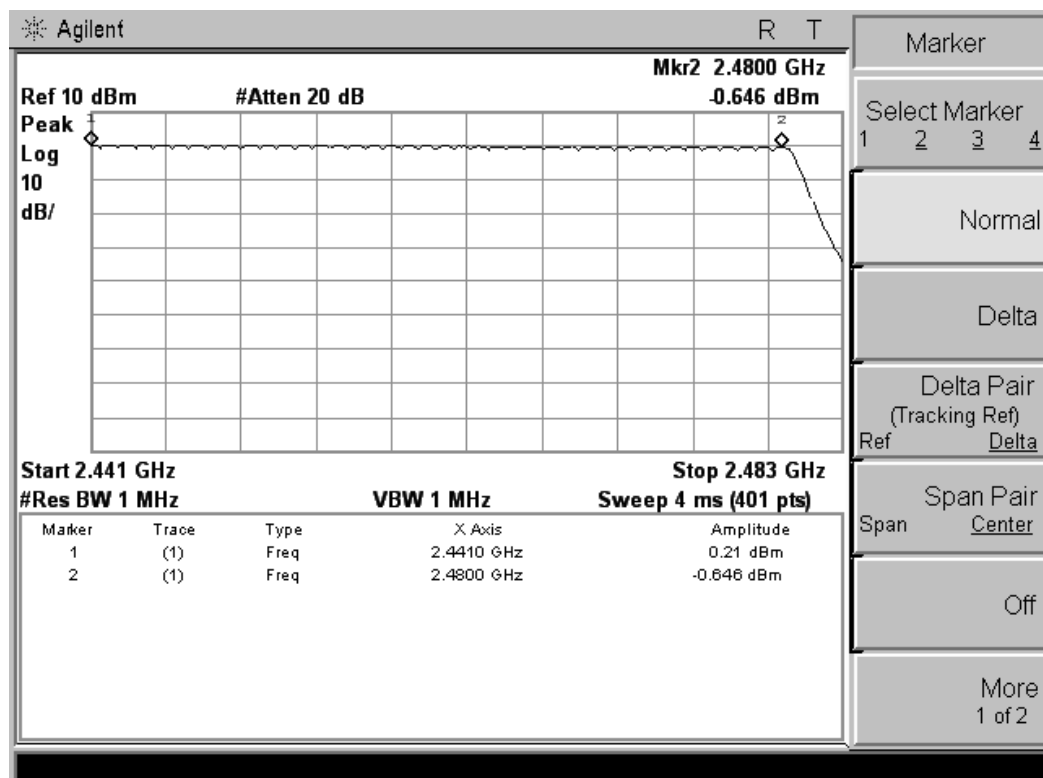 Agilent R T
Mkr2 2.4800 GHz
Ref 10 dBm #Atten 20 dB -0.646 dBm
Peak
Log
10
dB/
1 2
Start 2.441 GHz Stop 2.483 GHz
#Res BW 1 MHz VBW 1 MHz Sweep 4 ms (401 pts)
Marker Trace Type X Axis Amplitude
1 (1) Freq 2.4410 GHz 0.21 dBm
2 (1) Freq 2.4800 GHz -0.646 dBm
Marker
Select Marker
1 2 3 4
Normal
Delta
Delta Pair
(Tracking Ref)
Ref Delta
Span Pair
Span Center
Off
More
1 of 2